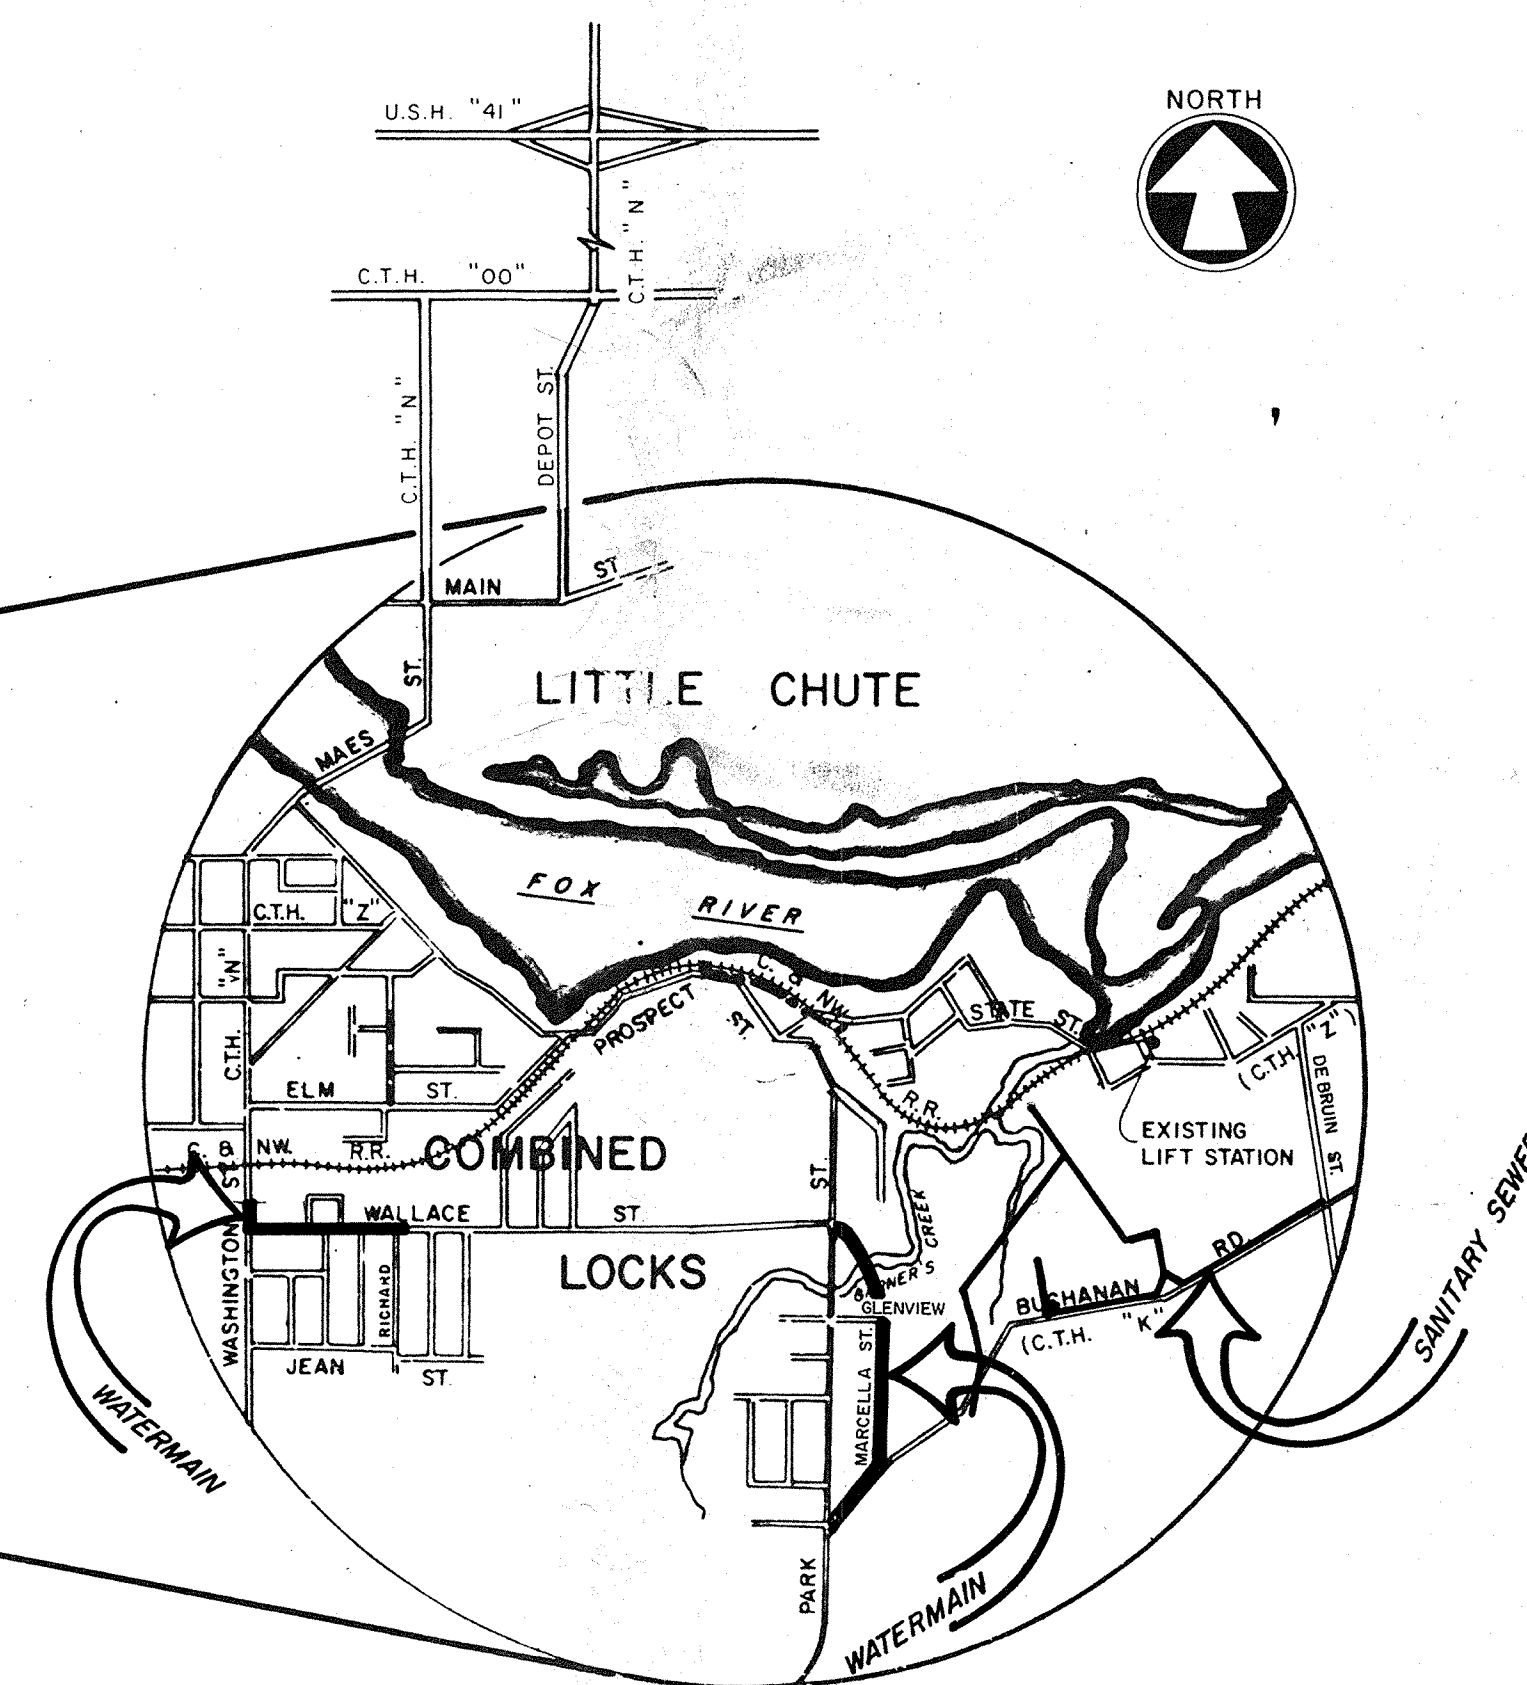 NORTH
U.S.H. "41"
C.T.H. "N"
C.T.H. "OO"
C.T.H. "N"
DEPOT ST.
MAIN ST
ST.
MAES
LITTLE CHUTE
FOX RIVER
C.T.H. "Z"
C.T.H. "N"
PROSPECT ST.
C. & NW.
R.R.
STATE ST.
(C.T.H. "Z")
DE BRUIN ST.
ELM ST.
C. & NW. R.R.
COMBINED
LOCKS
EXISTING
LIFT STATION
WALLACE ST.
WASHINGTON ST.
RICHARD
JEAN ST.
PARK ST.
CREEK
GLENVIEW
MARCELLA ST.
BUCHANAN RD.
(C.T.H. "K")
WATERMAIN
WATERMAIN
SANITARY SEWER